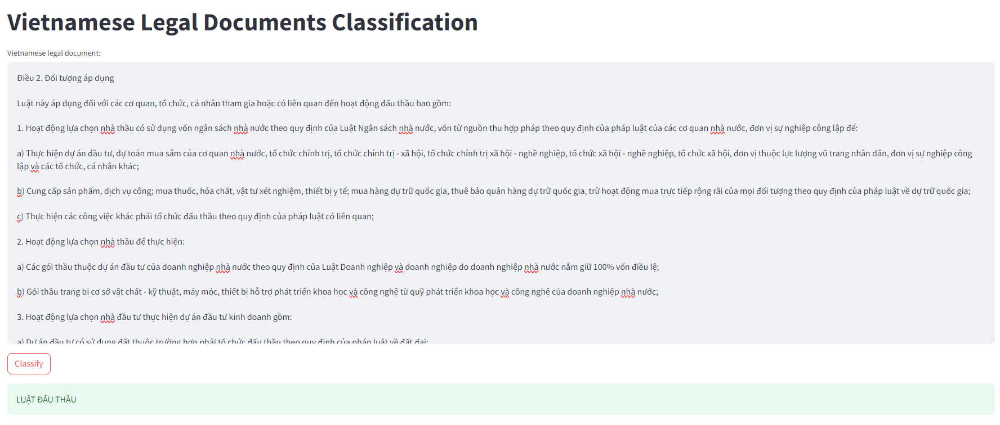 Vietnamese Legal Documents Classification
Vietnamese legal document:
Điều 2. Đối tượng áp dụng
Luật này áp dụng đối với các cơ quan, tổ chức, cá nhân tham gia hoặc có liên quan đến hoạt động đấu thầu bao gồm:
1. Hoạt động lựa chọn nhà thầu có sử dụng vốn ngân sách nhà nước theo quy định của Luật Ngân sách nhà nước, vốn từ nguồn thu hợp pháp theo quy định của pháp luật của các cơ quan nhà nước, đơn vị sự nghiệp công lập để:
a) Thực hiện dự án đầu tư, dự toán mua sắm của cơ quan nhà nước, tổ chức chính trị, tổ chức chính trị - xã hội, tổ chức chính trị xã hội - nghề nghiệp, tổ chức xã hội - nghề nghiệp, tổ chức xã hội, đơn vị thuộc lực lượng vũ trang nhân dân, đơn vị sự nghiệp công
lập và các tổ chức, cá nhân khác;
b) Cung cấp sản phẩm, dịch vụ công; mua thuốc, hóa chất, vật tư xét nghiệm, thiết bị y tế; mua hàng dự trữ quốc gia, thuê bảo quản hàng dự trữ quốc gia, trừ hoạt động mua trực tiếp rộng rãi của mọi đối tượng theo quy định của pháp luật về dự trữ quốc gia;
c) Thực hiện các công việc khác phải tổ chức đấu thầu theo quy định của pháp luật có liên quan;
2. Hoạt động lựa chọn nhà thầu để thực hiện:
a) Các gói thầu thuộc dự án đầu tư của doanh nghiệp nhà nước theo quy định của Luật Doanh nghiệp và doanh nghiệp do doanh nghiệp nhà nước nắm giữ 100% vốn điều lệ;
b) Gói thầu trang bị cơ sở vật chất - kỹ thuật, máy móc, thiết bị hỗ trợ phát triển khoa học và công nghệ từ quỹ phát triển khoa học và công nghệ của doanh nghiệp nhà nước;
3. Hoạt động lựa chọn nhà đầu tư thực hiện dự án đầu tư kinh doanh gồm:
a) Dự án đầu tư có sử dụng đất thuộc trường hợp phải tổ chức đấu thầu theo quy định của pháp luật về đất đai;
Classify
LUẬT ĐẤU THẦU